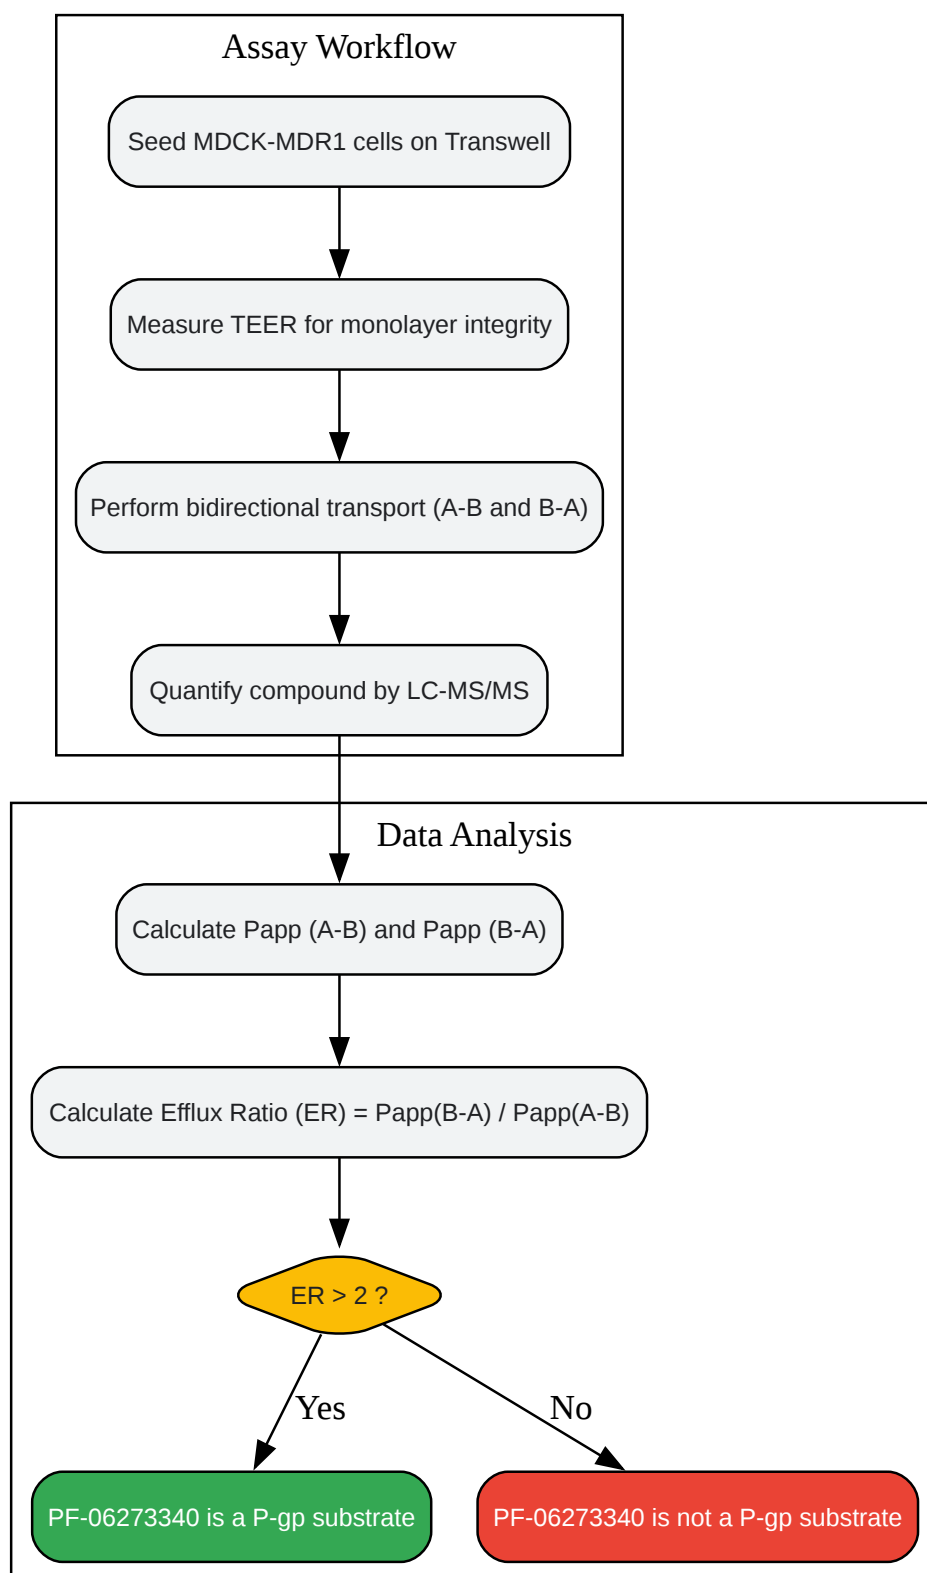 Assay Workflow
Seed MDCK-MDR1 cells on Transwell
Measure TEER for monolayer integrity
Perform bidirectional transport (A-B and B-A)
Quantify compound by LC-MS/MS
Data Analysis
Calculate Papp (A-B) and Papp (B-A)
Calculate Efflux Ratio (ER) = Papp(B-A) / Papp(A-B)
ER > 2 ?
Yes
No
PF-06273340 is a P-gp substrate
PF-06273340 is not a P-gp substrate